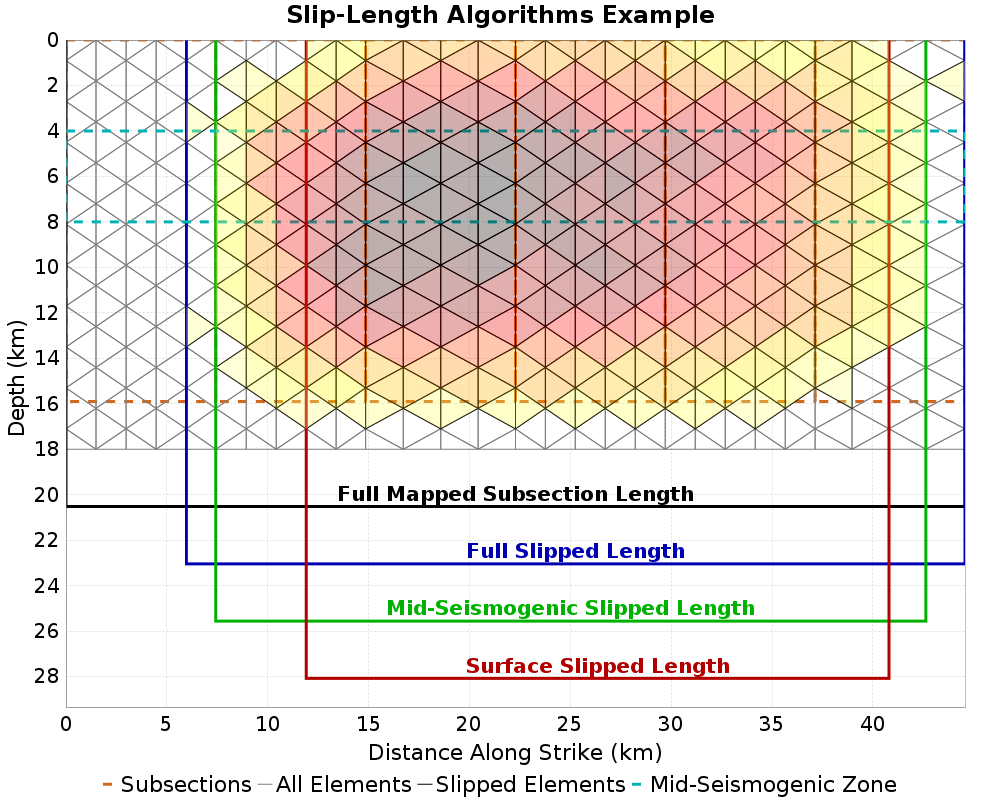 Slip-Length Algorithms Example
0
2
4
6
8
10
12
14
16
18
20
22
24
26
28
Depth (km)
Full Mapped Subsection Length
Full Slipped Length
Mid-Seismogenic Slipped Length
Surface Slipped Length
0 5 10 15 20 25 30 35 40
Distance Along Strike (km)
Subsections All Elements Slipped Elements Mid-Seismogenic Zone